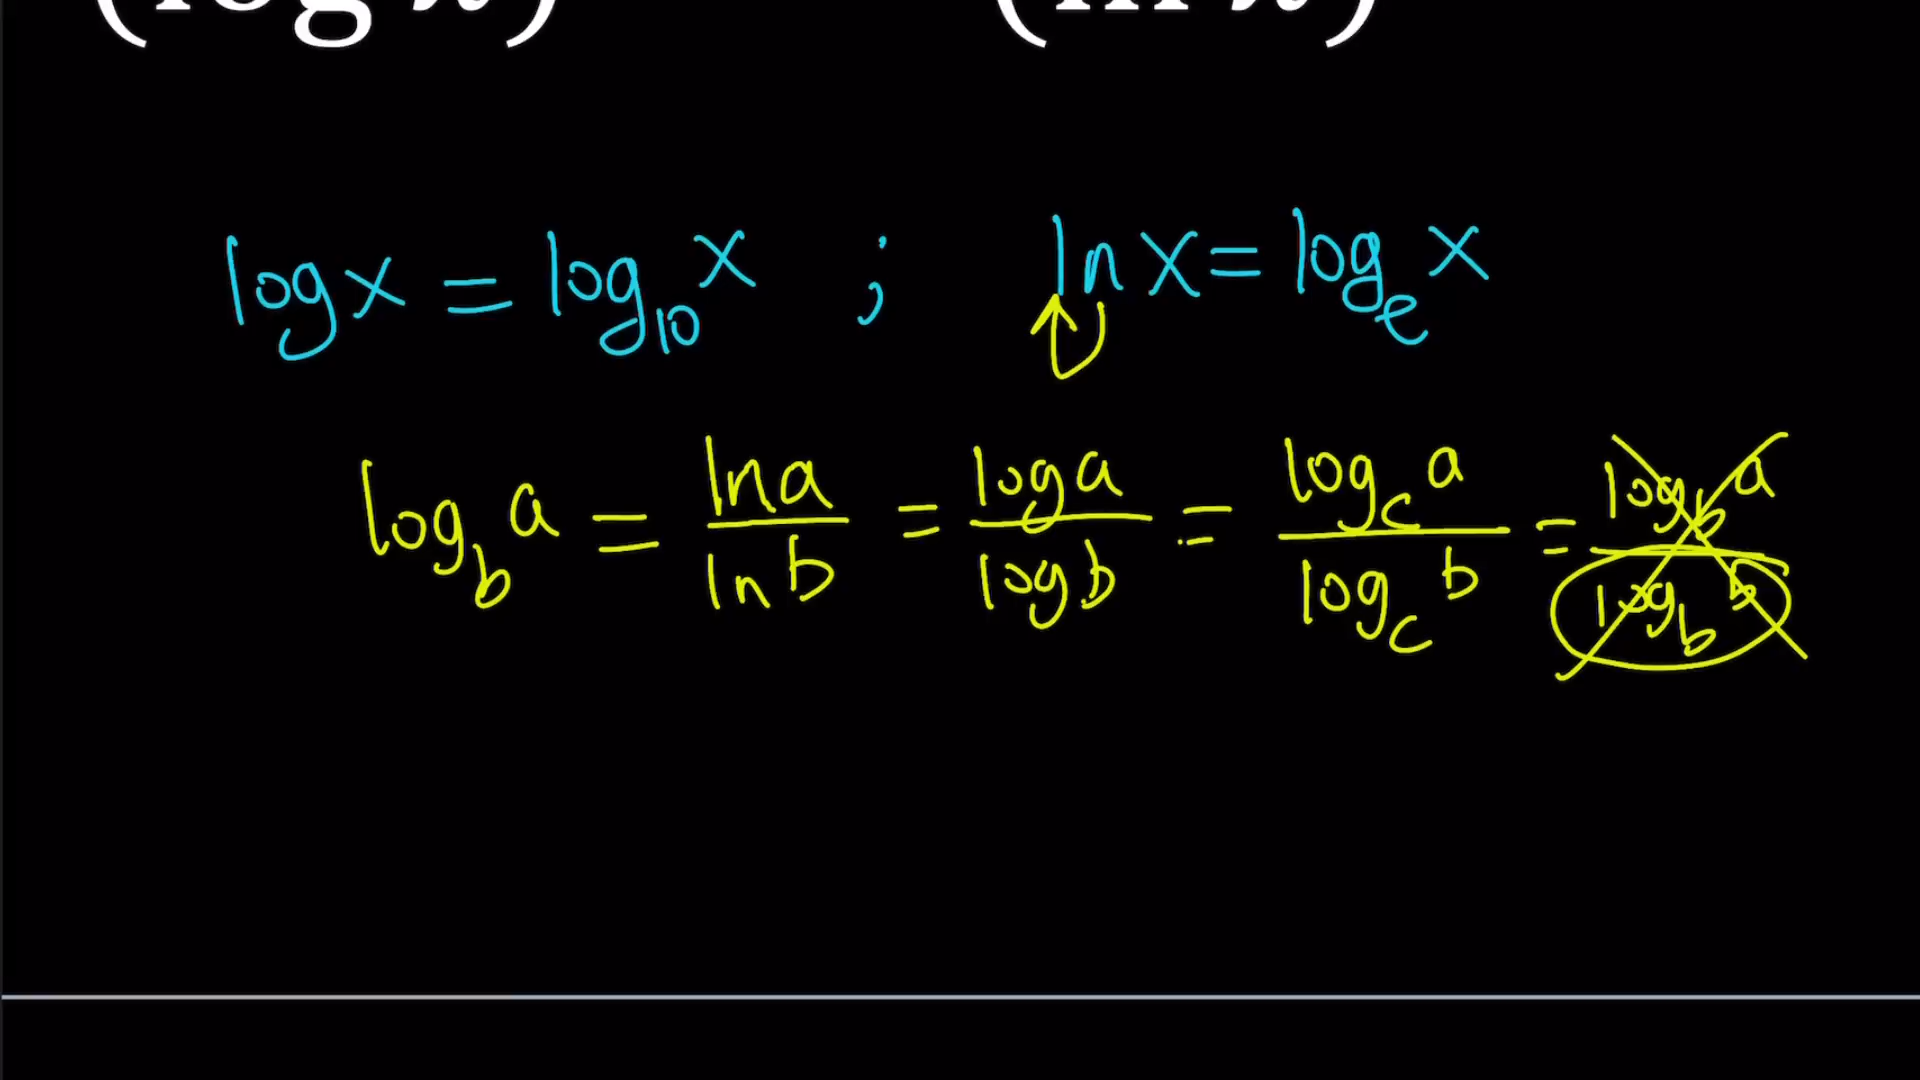 log x = log₁₀ x ; ln x = logₑ x
log_b a = ln a / ln b = log a / log b = log_c a / log_c b = log_b a / log_b b